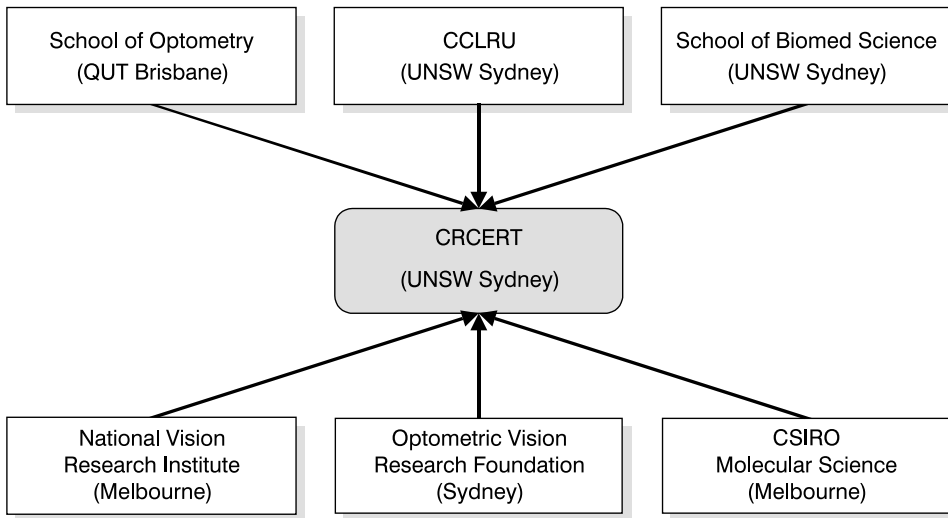 School of Optometry
(QUT Brisbane)
CCLRU
(UNSW Sydney)
School of Biomed Science
(UNSW Sydney)
CRCERT
(UNSW Sydney)
National Vision
Research Institute
(Melbourne)
Optometric Vision
Research Foundation
(Sydney)
CSIRO
Molecular Science
(Melbourne)